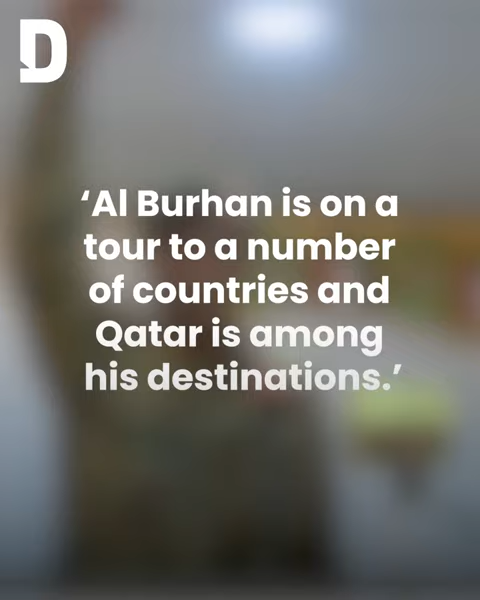 D
‘Al Burhan is on a
tour to a number
of countries and
Qatar is among
his destinations.’